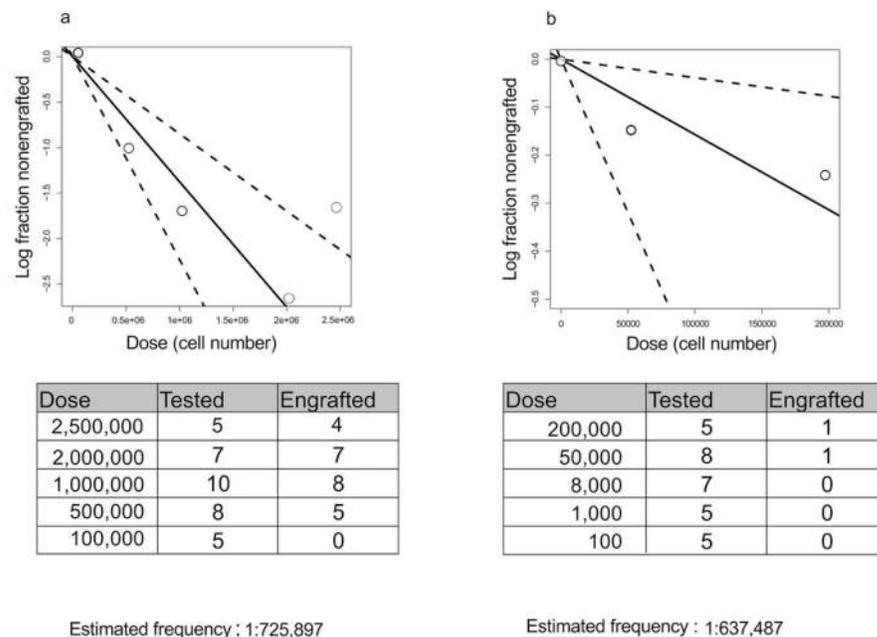 a
0.0
-0.5
-1.0
-1.5
-2.0
-2.5
Log fraction nonengrafted
0
0.5e+06
1e+06
1.5e+06
2e+06
2.5e+06
Dose (cell number)
Dose Tested Engrafted
2,500,000 5 4
2,000,000 7 7
1,000,000 10 8
500,000 8 5
100,000 5 0
Estimated frequency : 1:725,897
b
0.0
-0.1
-0.2
-0.3
-0.4
-0.5
Log fraction nonengrafted
0
50000
100000
150000
200000
Dose (cell number)
Dose Tested Engrafted
200,000 5 1
50,000 8 1
8,000 7 0
1,000 5 0
100 5 0
Estimated frequency : 1:637,487